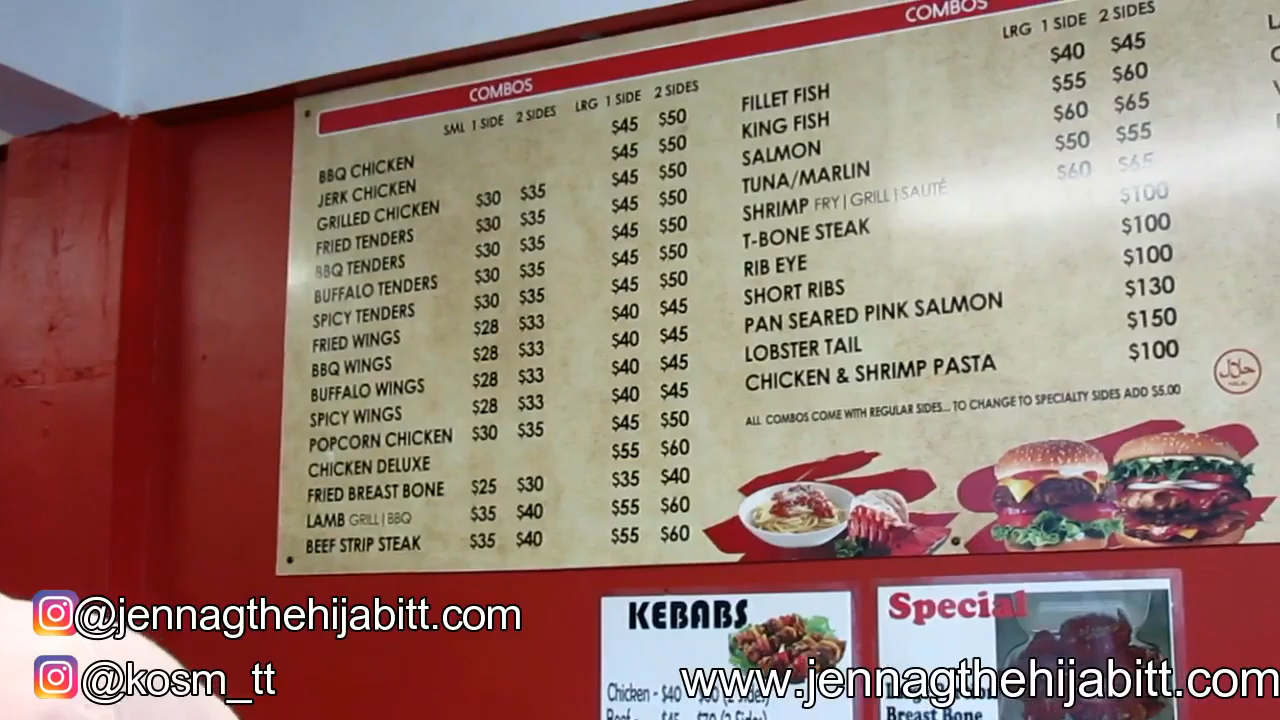 COMBOS
SML 1 SIDE 2 SIDES LRG 1 SIDE 2 SIDES
BBQ CHICKEN $45 $50
JERK CHICKEN $45 $50
GRILLED CHICKEN $30 $35 $45 $50
FRIED TENDERS $30 $35 $45 $50
BBQ TENDERS $30 $35 $45 $50
BUFFALO TENDERS $30 $35 $45 $50
SPICY TENDERS $30 $35 $45 $50
FRIED WINGS $28 $33 $40 $45
BBQ WINGS $28 $33 $40 $45
BUFFALO WINGS $28 $33 $40 $45
SPICY WINGS $28 $33 $40 $45
POPCORN CHICKEN $30 $35 $45 $50
CHICKEN DELUXE $55 $60
FRIED BREAST BONE $25 $30 $35 $40
LAMB GRILL | BBQ $35 $40 $55 $60
BEEF STRIP STEAK $35 $40 $55 $60
COMBOS
LRG 1 SIDE 2 SIDES
FILLET FISH $40 $45
KING FISH $55 $60
SALMON $60 $65
TUNA/MARLIN $50 $55
SHRIMP FRY | GRILL | SAUTÉ $60 $65
T-BONE STEAK $100
RIB EYE $100
SHORT RIBS $100
PAN SEARED PINK SALMON $130
LOBSTER TAIL $150
CHICKEN & SHRIMP PASTA $100
ALL COMBOS COME WITH REGULAR SIDES... TO CHANGE TO SPECIALTY SIDES ADD $5.00
حلال
KEBABS
Chicken - $40
Special
Breast Bone
@jennagthehijabitt.com
@kosm_tt
www.jennagthehijabitt.com